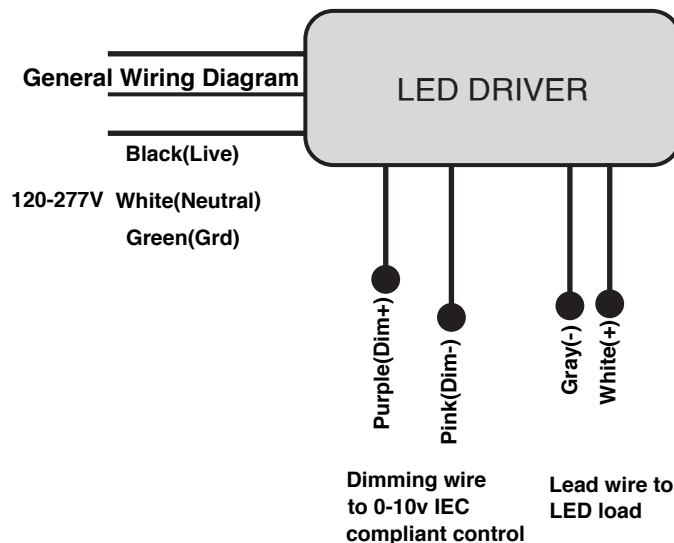 General Wiring Diagram
LED DRIVER
Black(Live)
120-277V White(Neutral)
Green(Grd)
Purple(Dim+)
Pink(Dim-)
Gray(-)
White(+)
Dimming wire
to 0-10v IEC
compliant control
Lead wire to
LED load